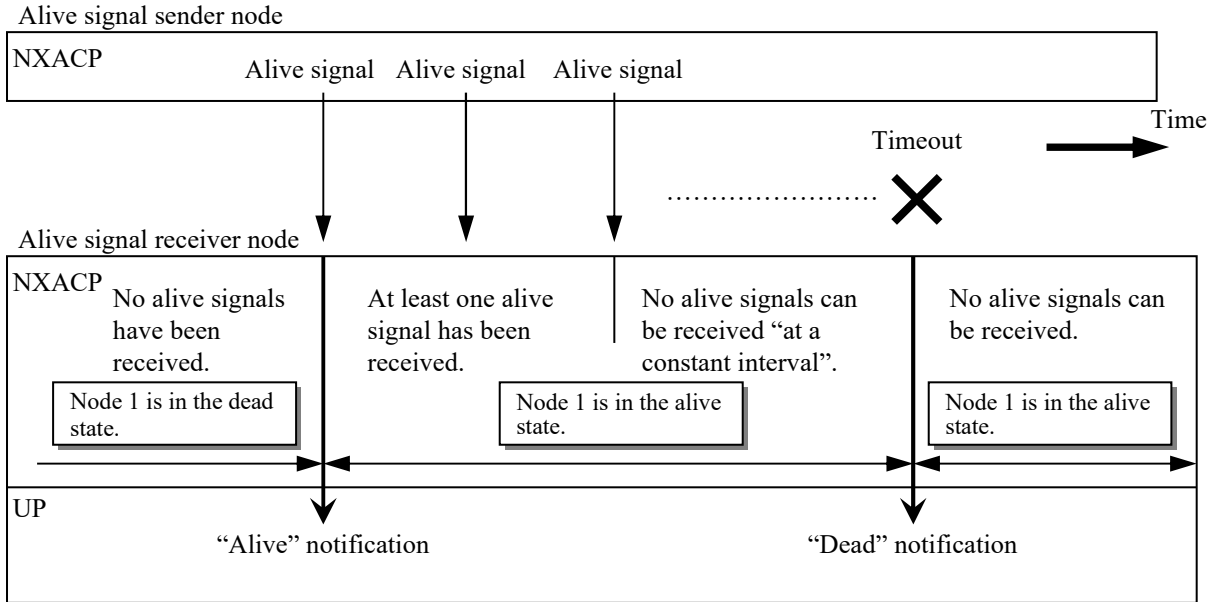 Alive signal sender node
NXACP
Alive signal
Alive signal
Alive signal
Time
Timeout
Alive signal receiver node
NXACP
No alive signals
have been
received.
At least one alive
signal has been
received.
No alive signals can
be received “at a
constant interval”.
No alive signals can
be received.
Node 1 is in the dead
state.
Node 1 is in the alive
state.
Node 1 is in the alive
state.
UP
“Alive” notification
“Dead” notification